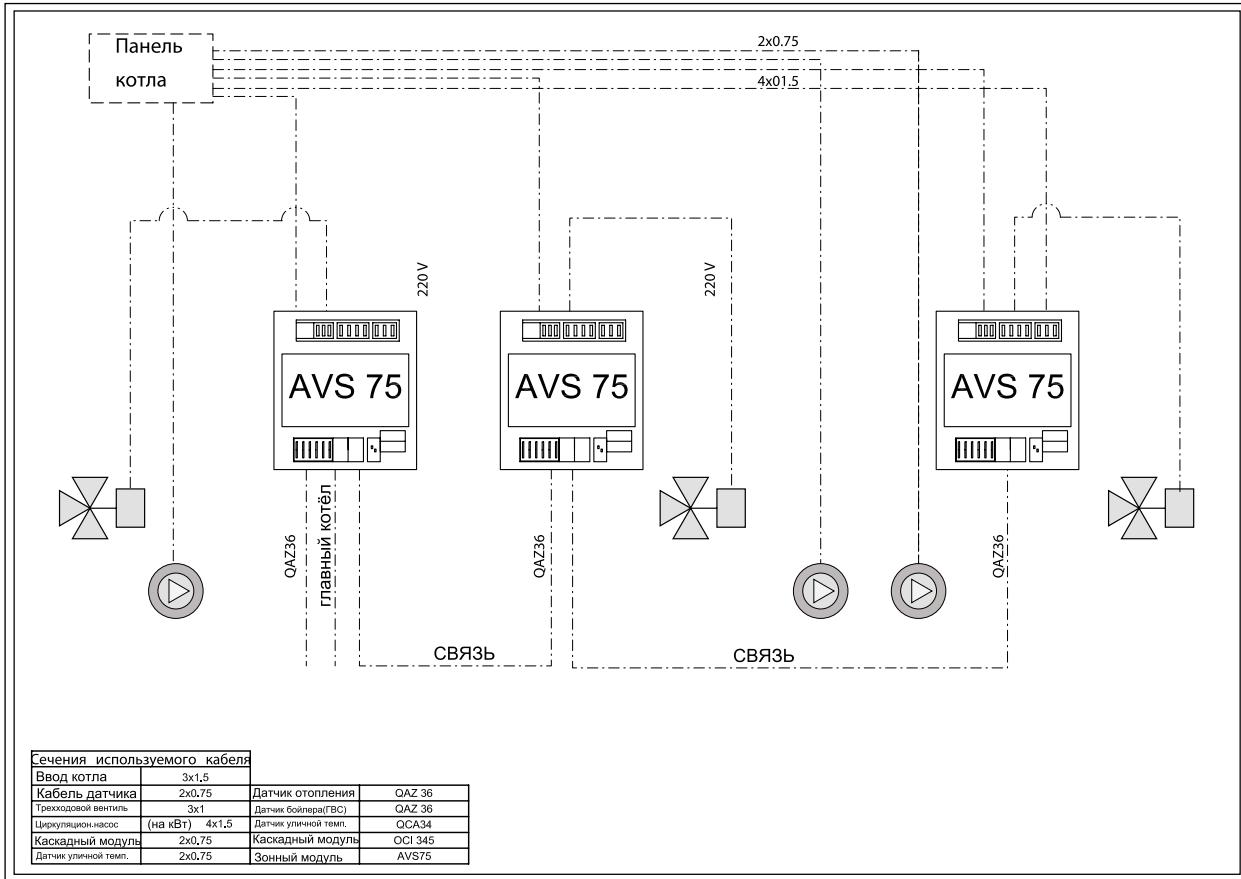 Панель
котла
2x0.75
4x01.5
220 V
220 V
AVS 75
AVS 75
AVS 75
QAZ36
главный котёл
QAZ36
QAZ36
СВЯЗЬ
СВЯЗЬ
Сечения используемого кабеля
Ввод котла 3x1.5
Кабель датчика 2x0.75 Датчик отопления QAZ 36
Трехходовой вентиль 3x1 Датчик бойлера(ГВС) QAZ 36
Циркуляцион.насос (на кВт) 4x1.5 Датчик уличной темп. QCA34
Каскадный модуль 2x0.75 Каскадный модуль OCI 345
Датчик уличной темп. 2x0.75 Зонный модуль AVS75